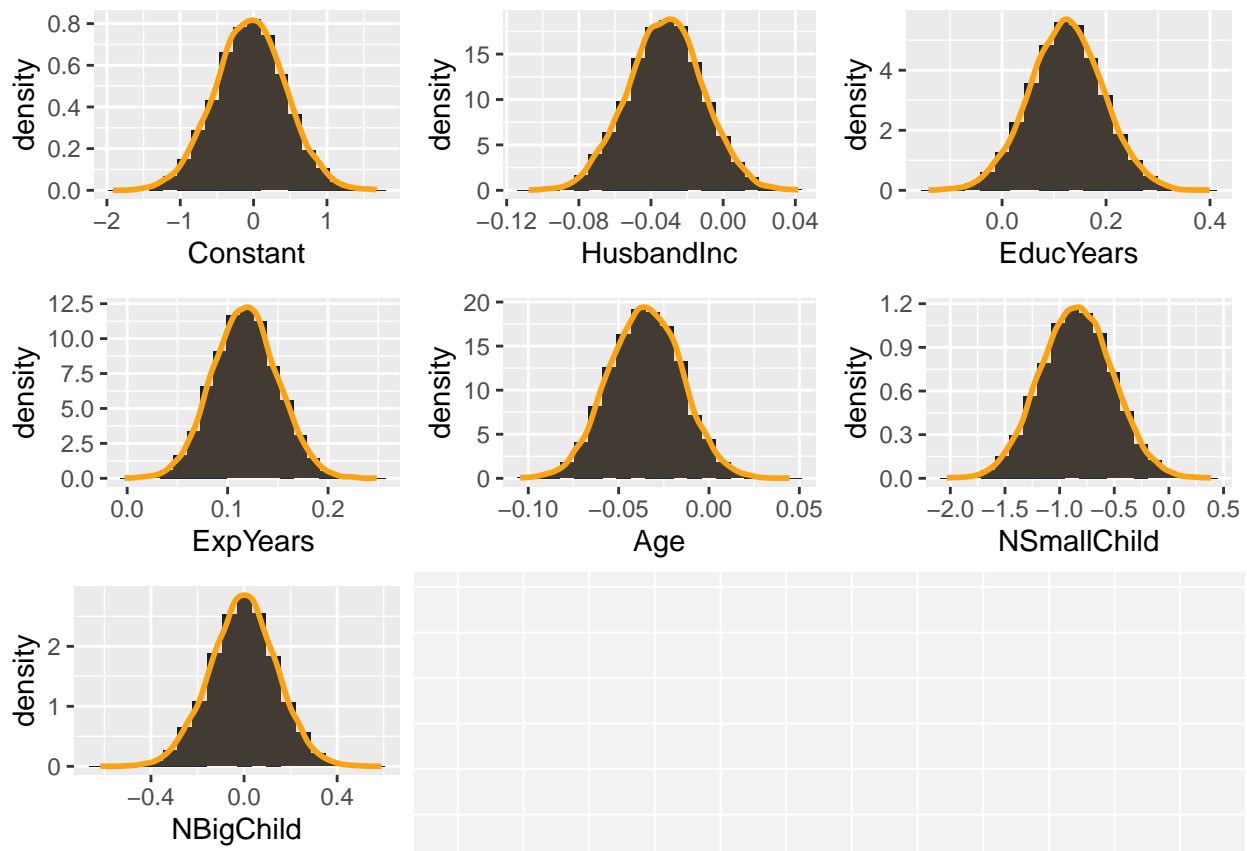 density
0.8
0.6
0.4
0.2
0.0
−2 −1 0 1
Constant
density
15
10
5
0
−0.12 −0.08 −0.04 0.00 0.04
HusbandInc
density
4
2
0
0.0 0.2 0.4
EducYears
density
12.5
10.0
7.5
5.0
2.5
0.0
0.0 0.1 0.2
ExpYears
density
20
15
10
5
0
−0.10 −0.05 0.00 0.05
Age
density
1.2
0.9
0.6
0.3
0.0
−2.0 −1.5 −1.0 −0.5 0.0 0.5
NSmallChild
density
2
1
0
−0.4 0.0 0.4
NBigChild